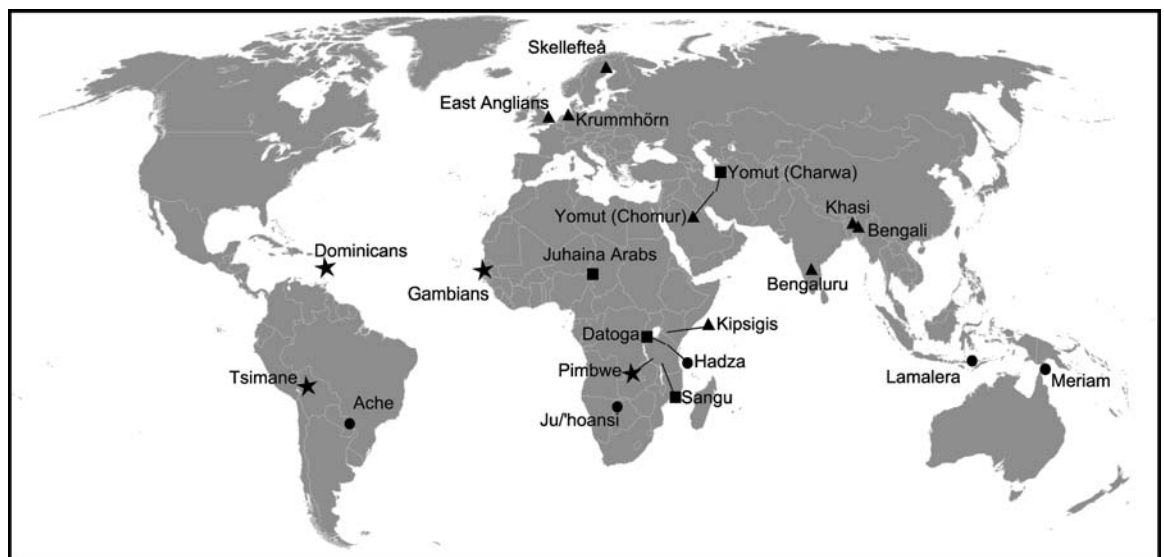 Skellefteå
East Anglians
Krummhörn
Yomut (Charwa)
Yomut (Chomur)
Khasi
Bengali
Dominicans
Juhaina Arabs
Gambians
Bengaluru
Datoga
Kipsigis
Hadza
Pimbwe
Tsimane
Lamalera
Meriam
Ache
Sangu
Ju/'hoansi